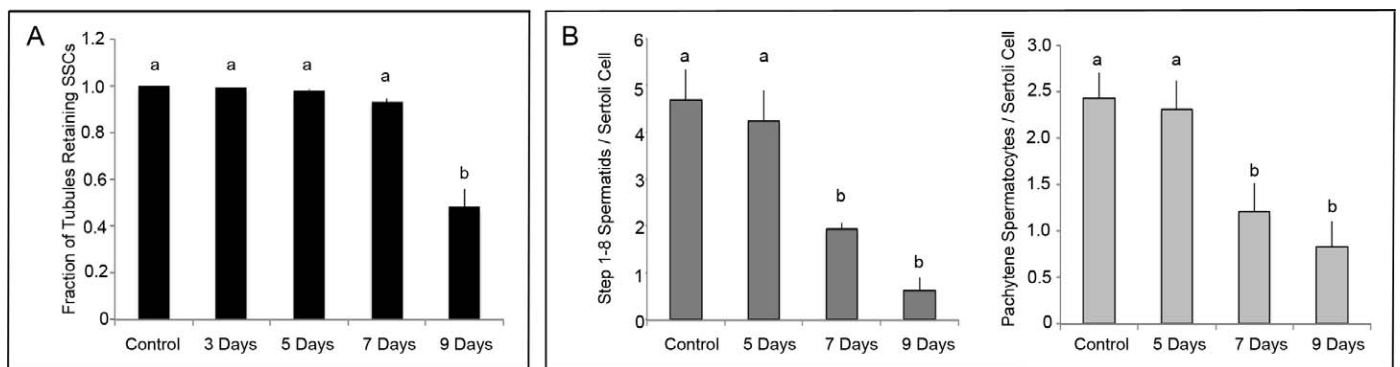 A
Fraction of Tubules Retaining SSCs
1.2
1.0
0.8
0.6
0.4
0.2
0
a
a
a
a
b
Control
3 Days
5 Days
7 Days
9 Days
B
Step 1-8 Spermatids / Sertoli Cell
6
5
4
3
2
1
0
a
a
b
b
Control
5 Days
7 Days
9 Days
Pachytene Spermatocytes / Sertoli Cell
3.0
2.5
2.0
1.5
1.0
0.5
0
a
a
b
b
Control
5 Days
7 Days
9 Days